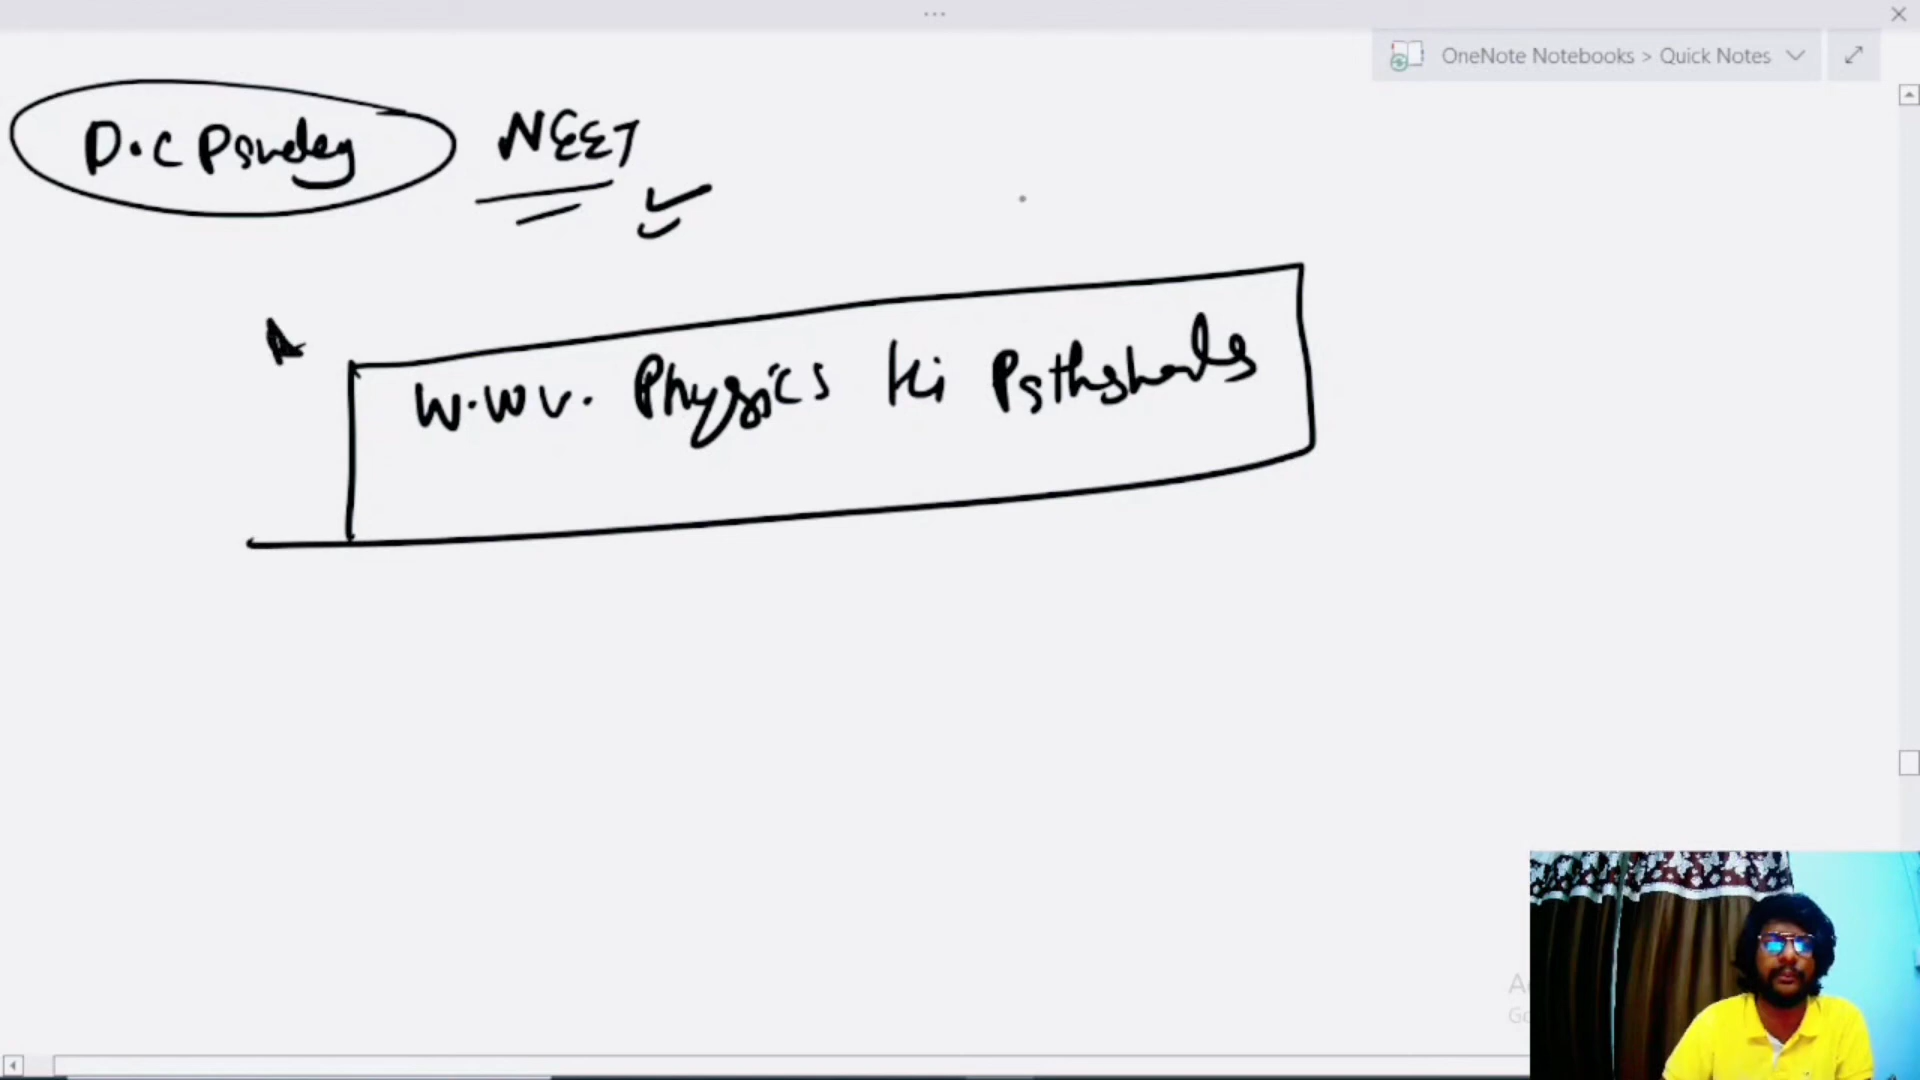 OneNote Notebooks > Quick Notes
D.C Pandey NEET
W.W.W. Physics Ki Pathshala